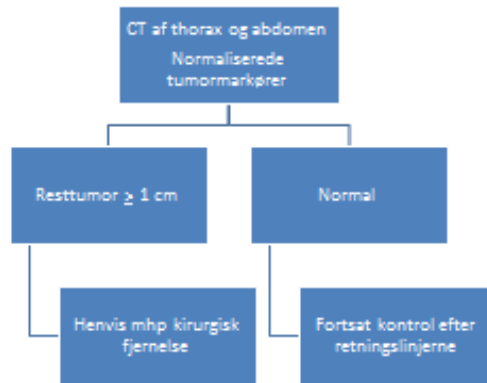 CT af thorax og abdomen
Normaliserede
tumormarkører
Resttumor ≥ 1 cm
Normal
Henvis mhp kirurgisk
fjernelse
Fortsat kontrol efter
retningslinjerne